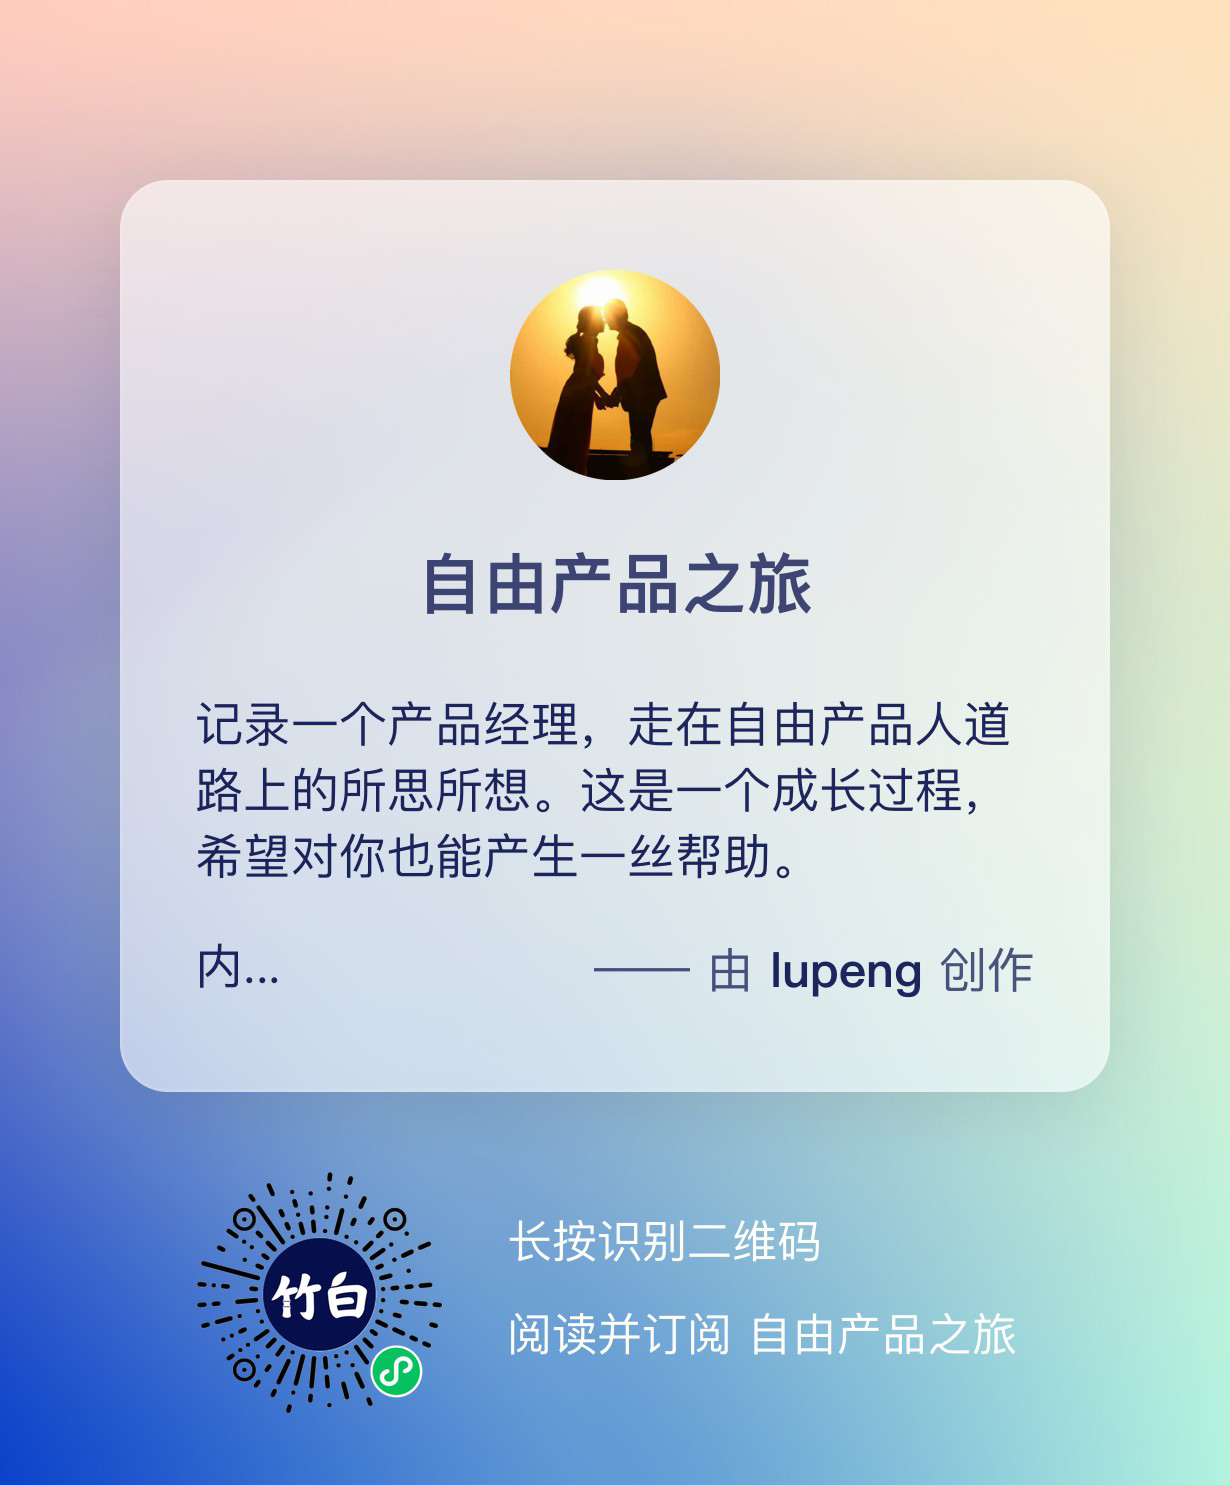 自由产品之旅
记录一个产品经理，走在自由产品人道
路上的所思所想。这是一个成长过程，
希望对你也能产生一丝帮助。
内...
—— 由 lupeng 创作
竹白
长按识别二维码
阅读并订阅 自由产品之旅